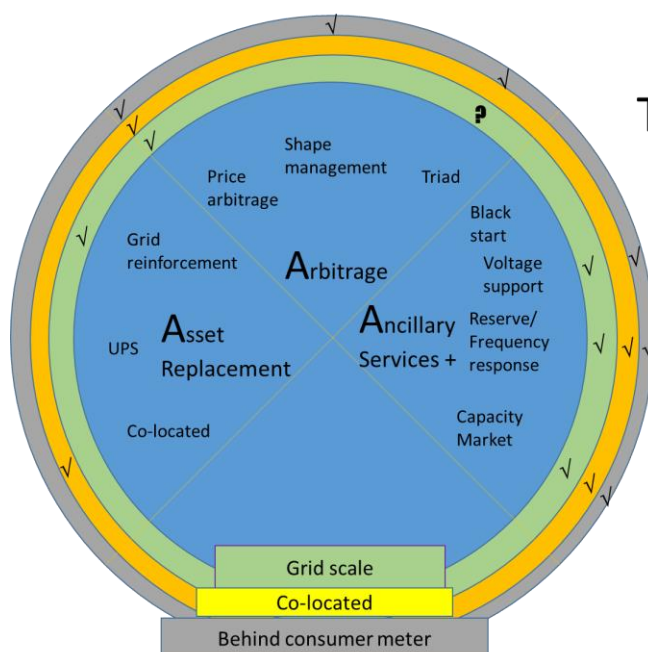 T
?
Shape
management
Price
arbitrage
Triad
Black
start
Grid
reinforcement
Voltage
support
Arbitrage
UPS
Asset
Replacement
Ancillary
Services +
Reserve/
Frequency
response
Co-located
Capacity
Market
Grid scale
Co-located
Behind consumer meter